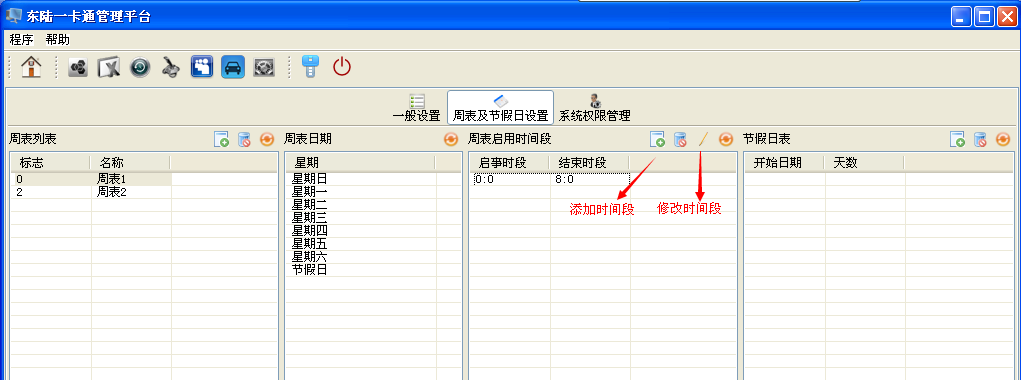 东陆一卡通管理平台
程序 帮助
一般设置 周表及节假日设置 系统权限管理
周表列表 周表日期 周表启用时间段 节假日表
标志 名称 星期 启争时段 结束时段 开始日期 天数
0 周表1 星期日 0:0 8:0
2 周表2 星期一
星期二
添加时间段 修改时间段
星期三
星期四
星期五
星期六
节假日